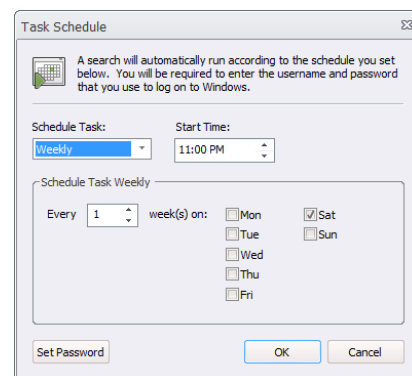 Task Schedule
A search will automatically run according to the schedule you set
below. You will be required to enter the username and password
that you use to log on to Windows.
Schedule Task: Start Time:
Weekly 11:00 PM
Schedule Task Weekly
Every 1 week(s) on: Mon Sat
Tue Sun
Wed
Thu
Fri
Set Password OK Cancel